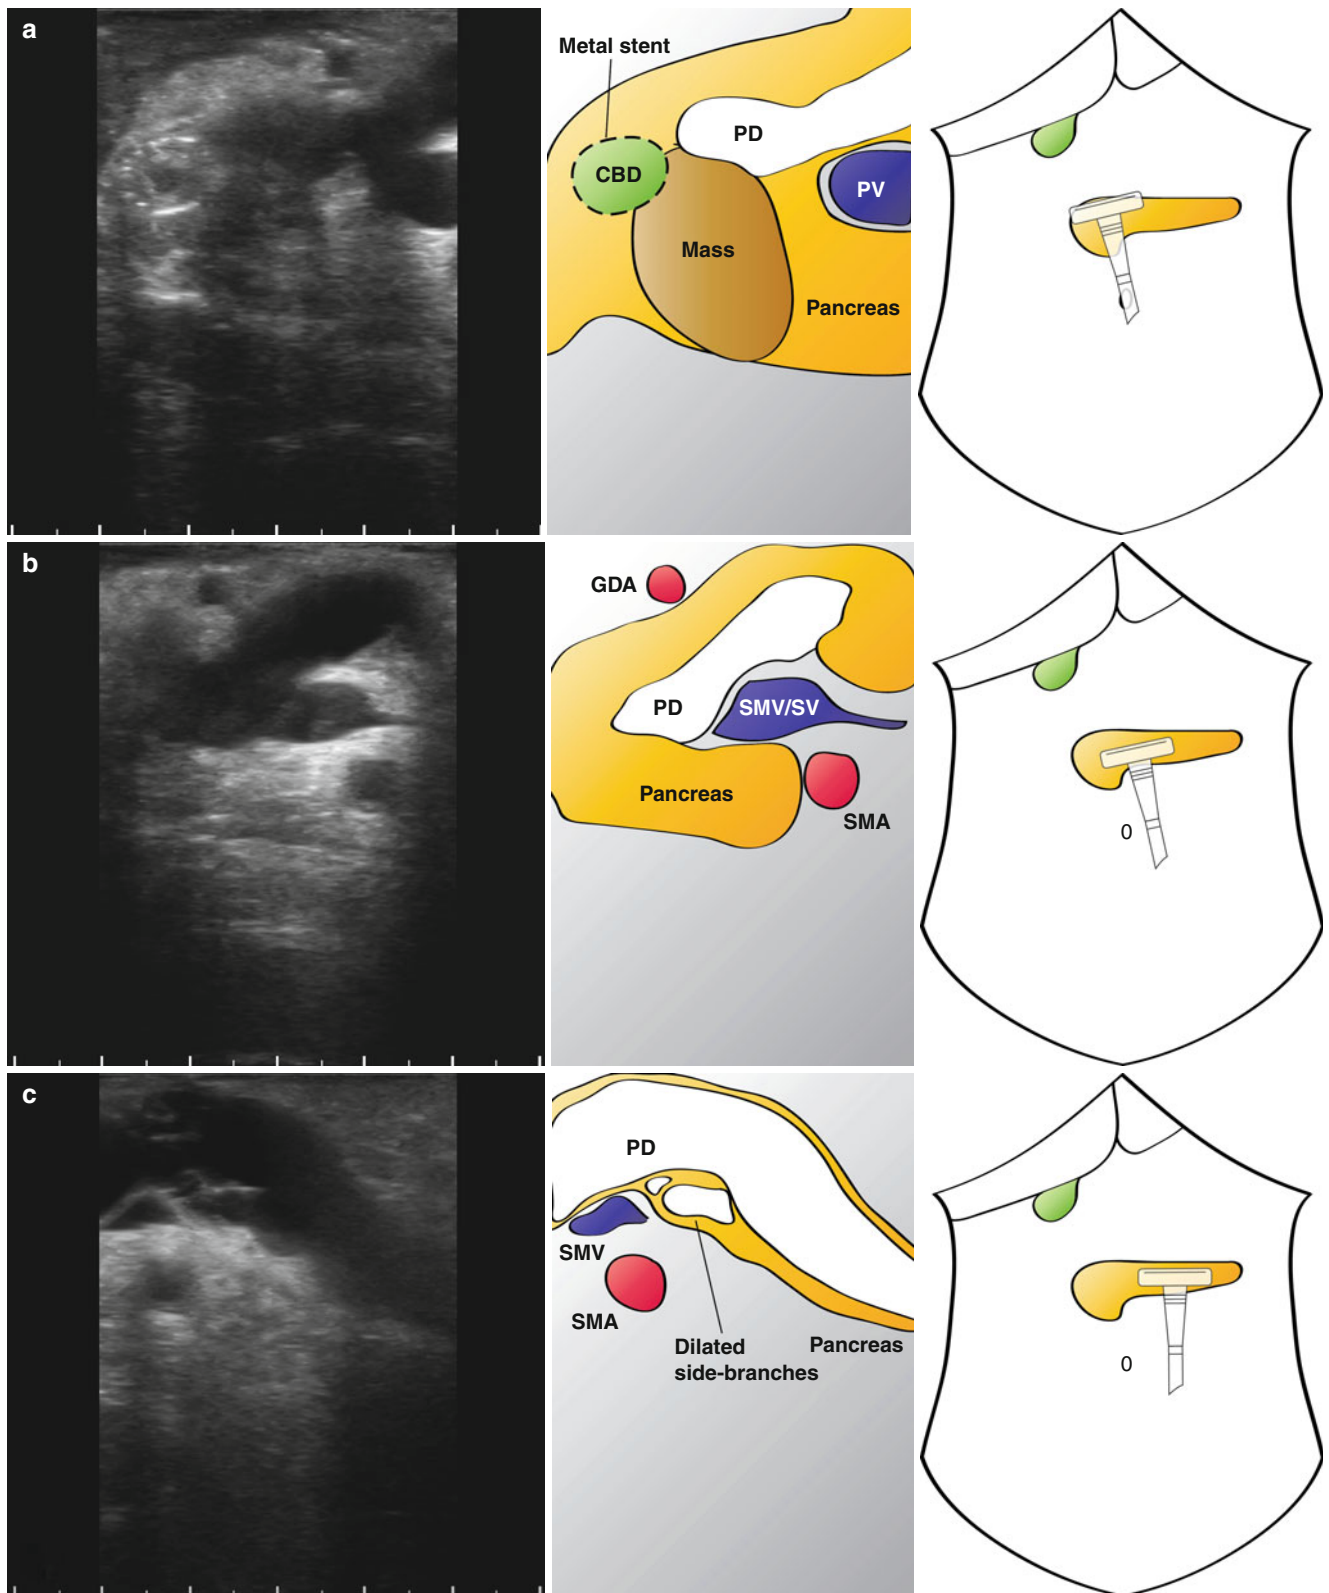 a
Metal stent
PD
CBD
PV
Mass
Pancreas
b
GDA
PD
SMV/SV
Pancreas
SMA
0
c
PD
SMV
SMA
Dilated
side-branches
Pancreas
0